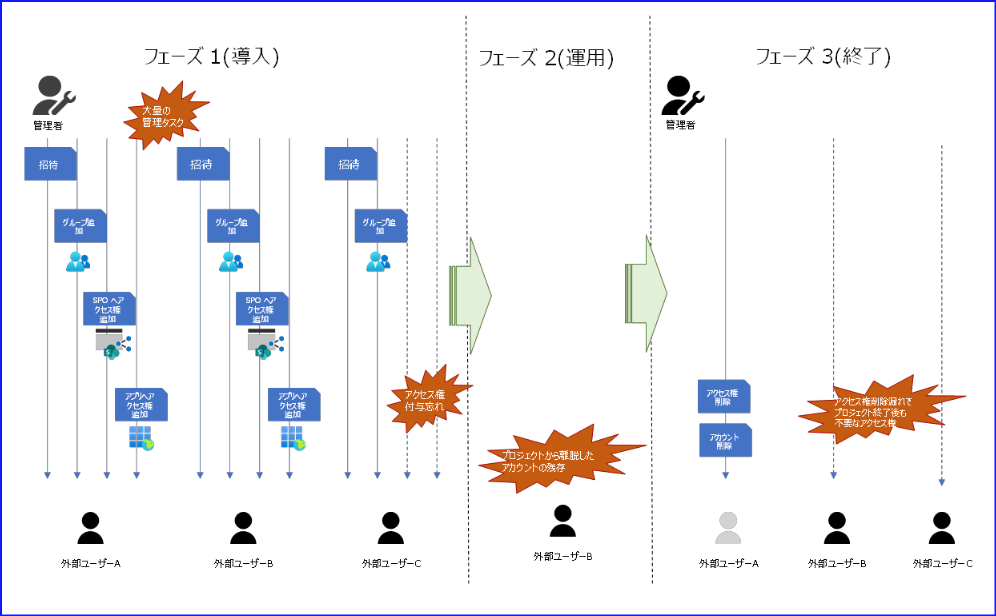 フェーズ 1(導入)
フェーズ 2(運用)
フェーズ 3(終了)
管理者
大量の
管理タスク
管理者
招待
招待
招待
グループ追
加
グループ追
加
グループ追
加
SPO へア
クセス権
追加
SPO へア
クセス権
追加
アプリへア
クセス権
追加
アプリへア
クセス権
追加
アクセス権
付与忘れ
プロジェクトから離脱した
アカウントの残存
アクセス権
削除
アカウント
削除
アクセス権削除漏れで
プロジェクト終了後も
不要なアクセス権
外部ユーザーA
外部ユーザーB
外部ユーザーC
外部ユーザーB
外部ユーザーA
外部ユーザーB
外部ユーザーC